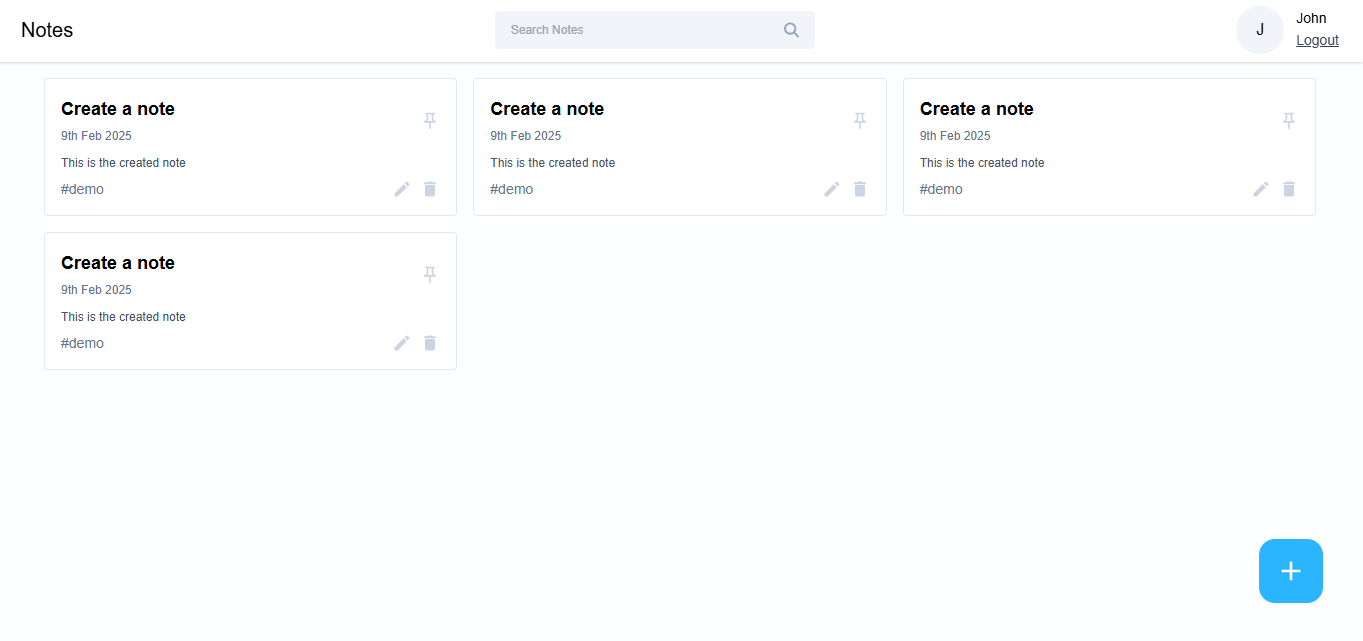 Notes
Search Notes
J
John
Logout
Create a note
9th Feb 2025
This is the created note
#demo
Create a note
9th Feb 2025
This is the created note
#demo
Create a note
9th Feb 2025
This is the created note
#demo
Create a note
9th Feb 2025
This is the created note
#demo